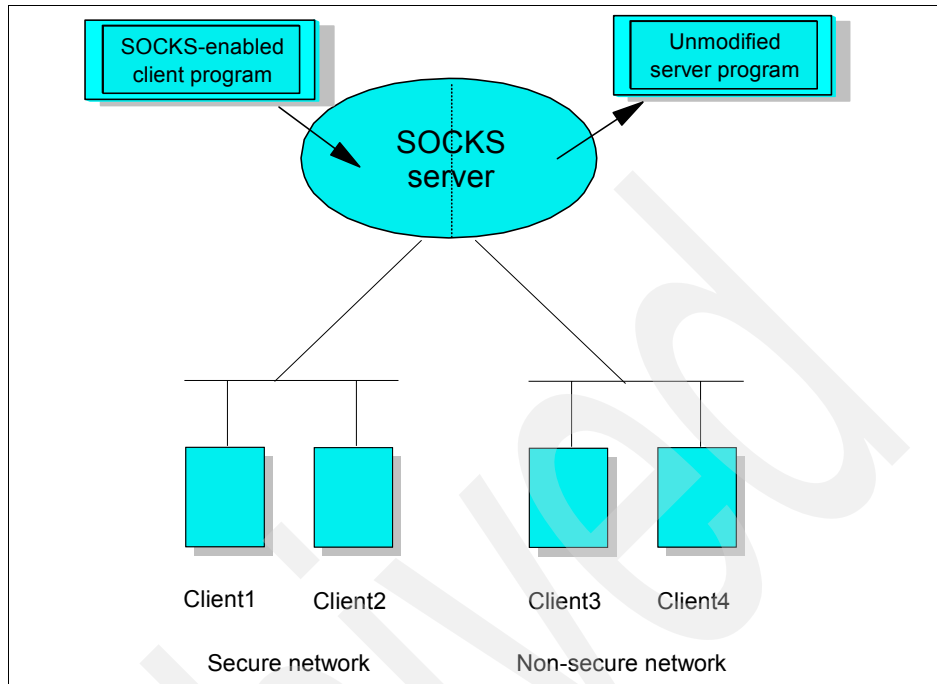 SOCKS-enabled
client program
Unmodified
server program
SOCKS
server
Client1
Client2
Client3
Client4
Secure network
Non-secure network